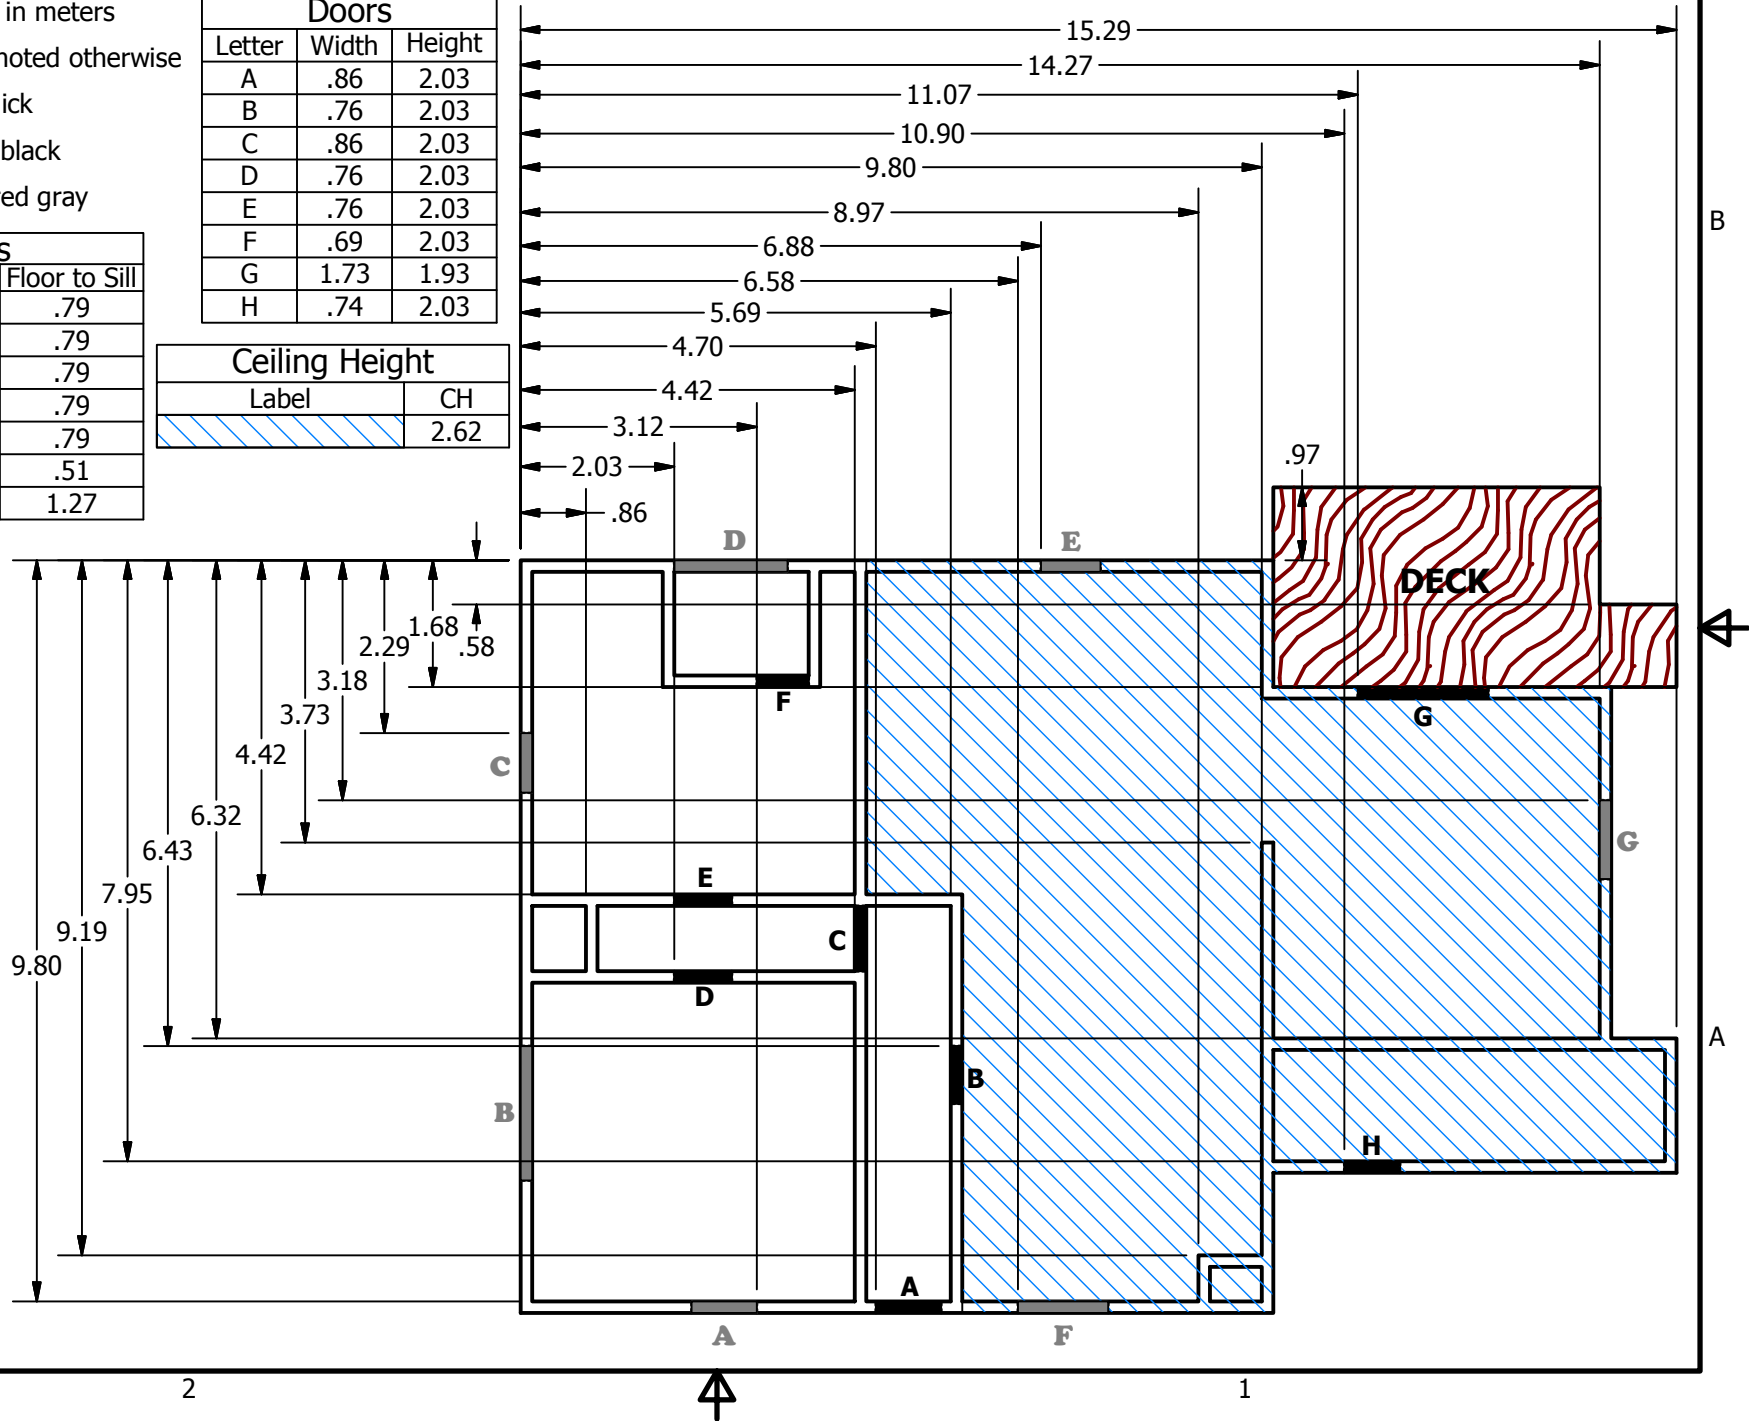 in meters
noted otherwise
ick
black
ed gray
s
Floor to Sill
.79
.79
.79
.79
.79
.51
1.27
Doors
Letter Width Height
A .86 2.03
B .76 2.03
C .86 2.03
D .76 2.03
E .76 2.03
F .69 2.03
G 1.73 1.93
H .74 2.03
Ceiling Height
Label CH
2.62
15.29
14.27
11.07
10.90
9.80
8.97
6.88
6.58
5.69
4.70
4.42
3.12
2.03
.86
.97
B
D
E
DECK
1.68
.58
2.29
3.18
3.73
4.42
6.32
6.43
7.95
9.19
9.80
F
G
C
G
E
C
D
A
B
B
H
A
A
F
2
1